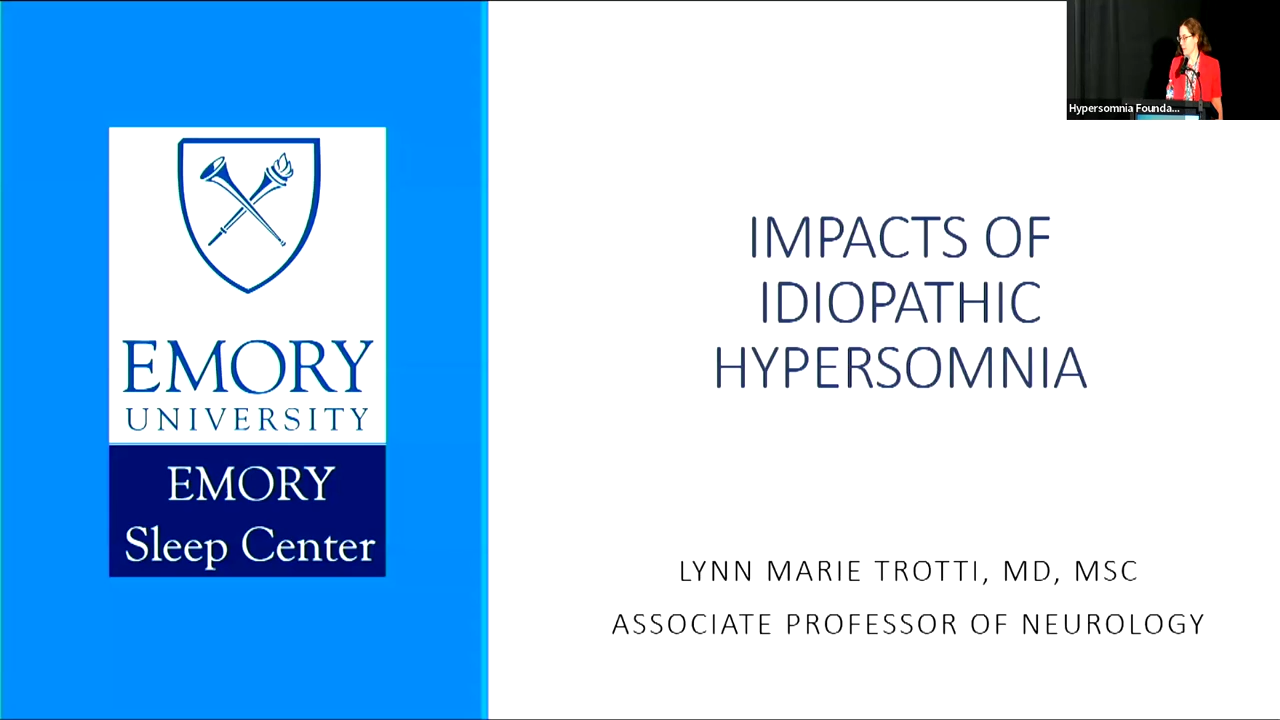 Hypersomnia Founda...
IMPACTS OF
IDIOPATHIC
HYPERSOMNIA
EMORY
UNIVERSITY
EMORY
Sleep Center
LYNN MARIE TROTTI, MD, MSC
ASSOCIATE PROFESSOR OF NEUROLOGY